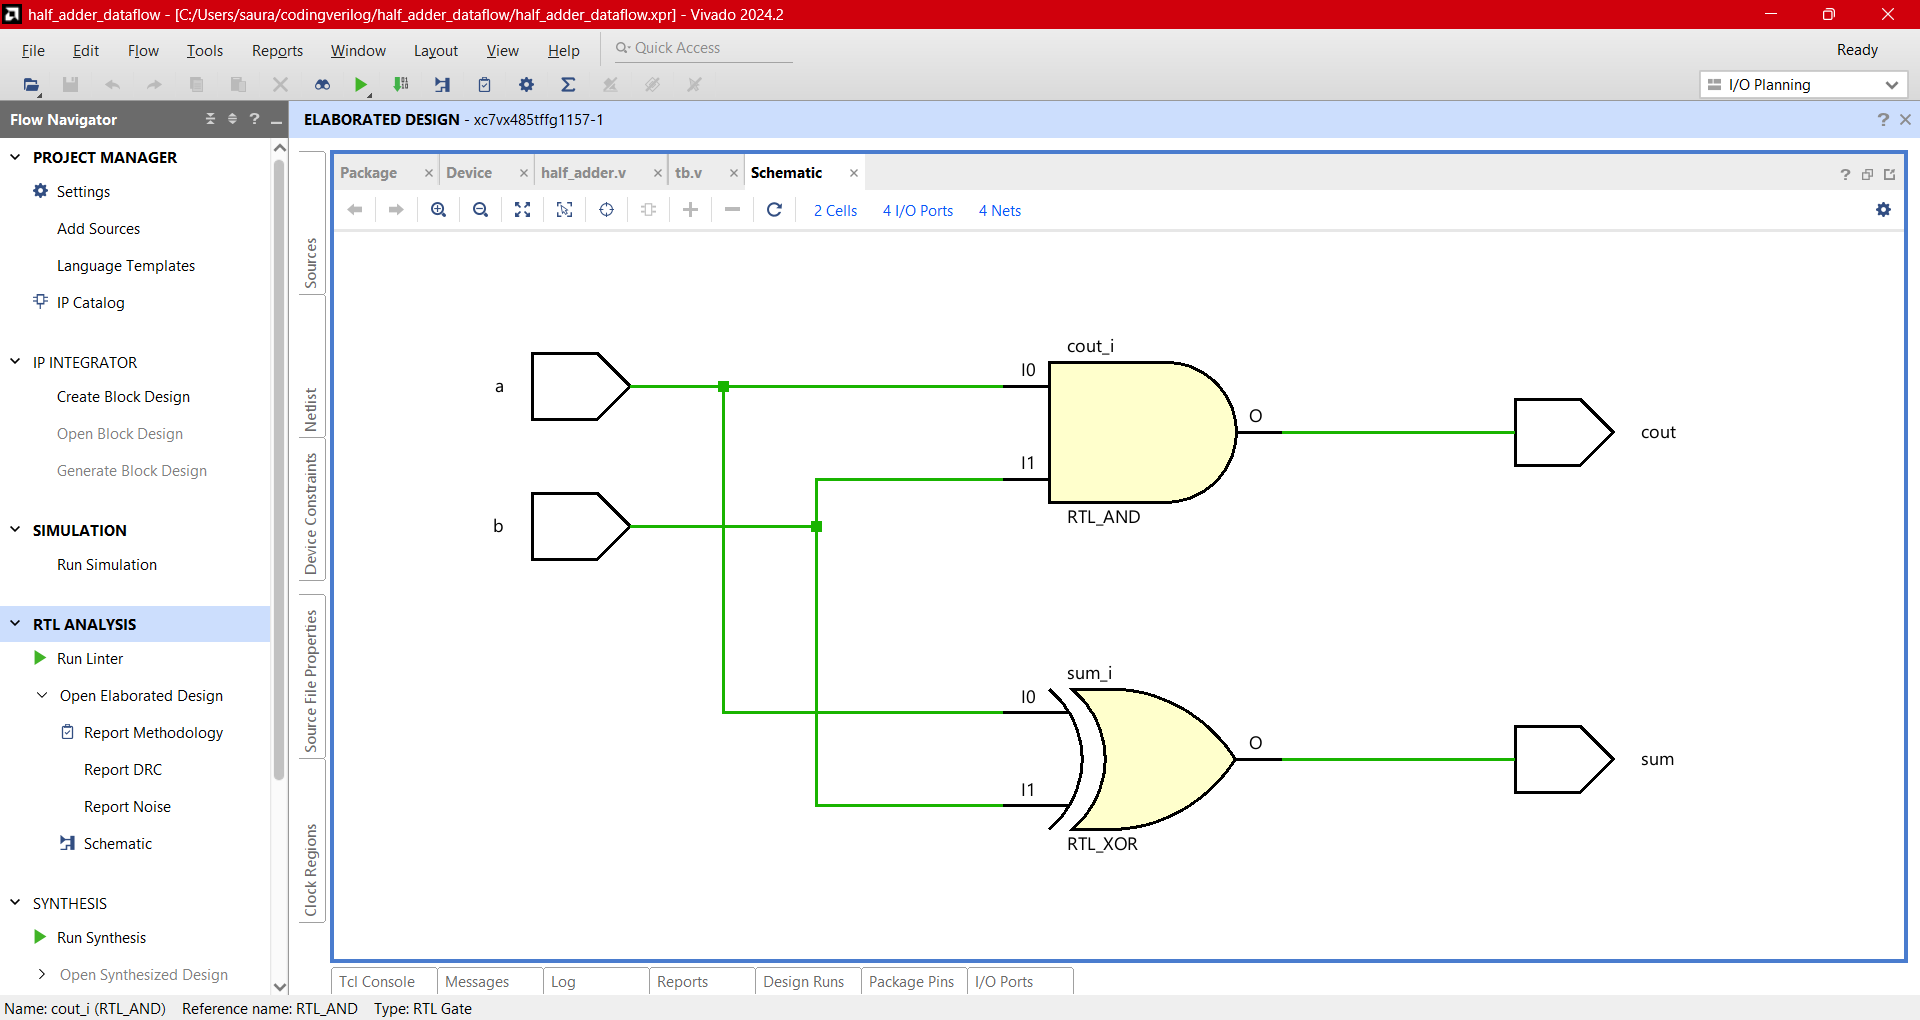 half_adder_dataflow - [C:/Users/saura/codingverilog/half_adder_dataflow/half_adder_dataflow.xpr] - Vivado 2024.2
File Edit Flow Tools Reports Window Layout View Help Quick Access Ready
I/O Planning
Flow Navigator
ELABORATED DESIGN - xc7vx485tffg1157-1
PROJECT MANAGER
Settings
Add Sources
Language Templates
IP Catalog
IP INTEGRATOR
Create Block Design
Open Block Design
Generate Block Design
SIMULATION
Run Simulation
RTL ANALYSIS
Run Linter
Open Elaborated Design
Report Methodology
Report DRC
Report Noise
Schematic
SYNTHESIS
Run Synthesis
Open Synthesized Design
Sources
Netlist
Device Constraints
Source File Properties
Clock Regions
Package Device half_adder.v tb.v Schematic
2 Cells 4 I/O Ports 4 Nets
a
b
cout_i
I0
I1
O
RTL_AND
cout
sum_i
I0
I1
O
RTL_XOR
sum
Tcl Console Messages Log Reports Design Runs Package Pins I/O Ports
Name: cout_i (RTL_AND) Reference name: RTL_AND Type: RTL Gate